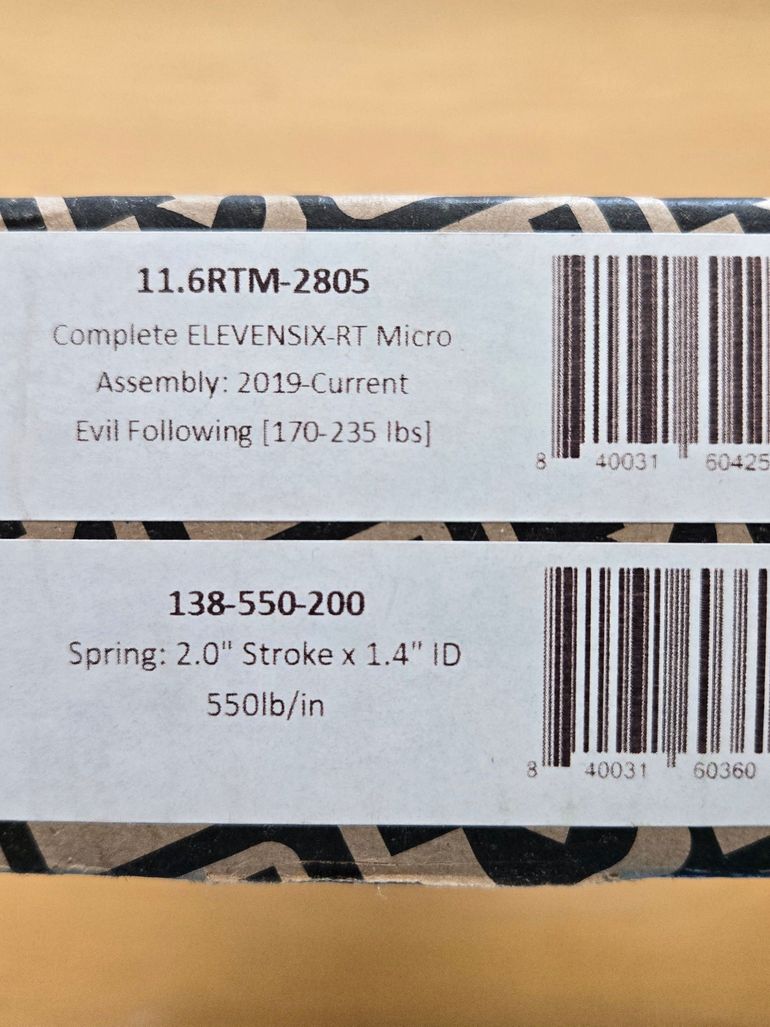 11.6RTM-2805
Complete ELEVENSIX-RT Micro
Assembly: 2019-Current
Evil Following [170-235 lbs]
8 40031 60425
138-550-200
Spring: 2.0" Stroke x 1.4" ID
550lb/in
8 40031 60360